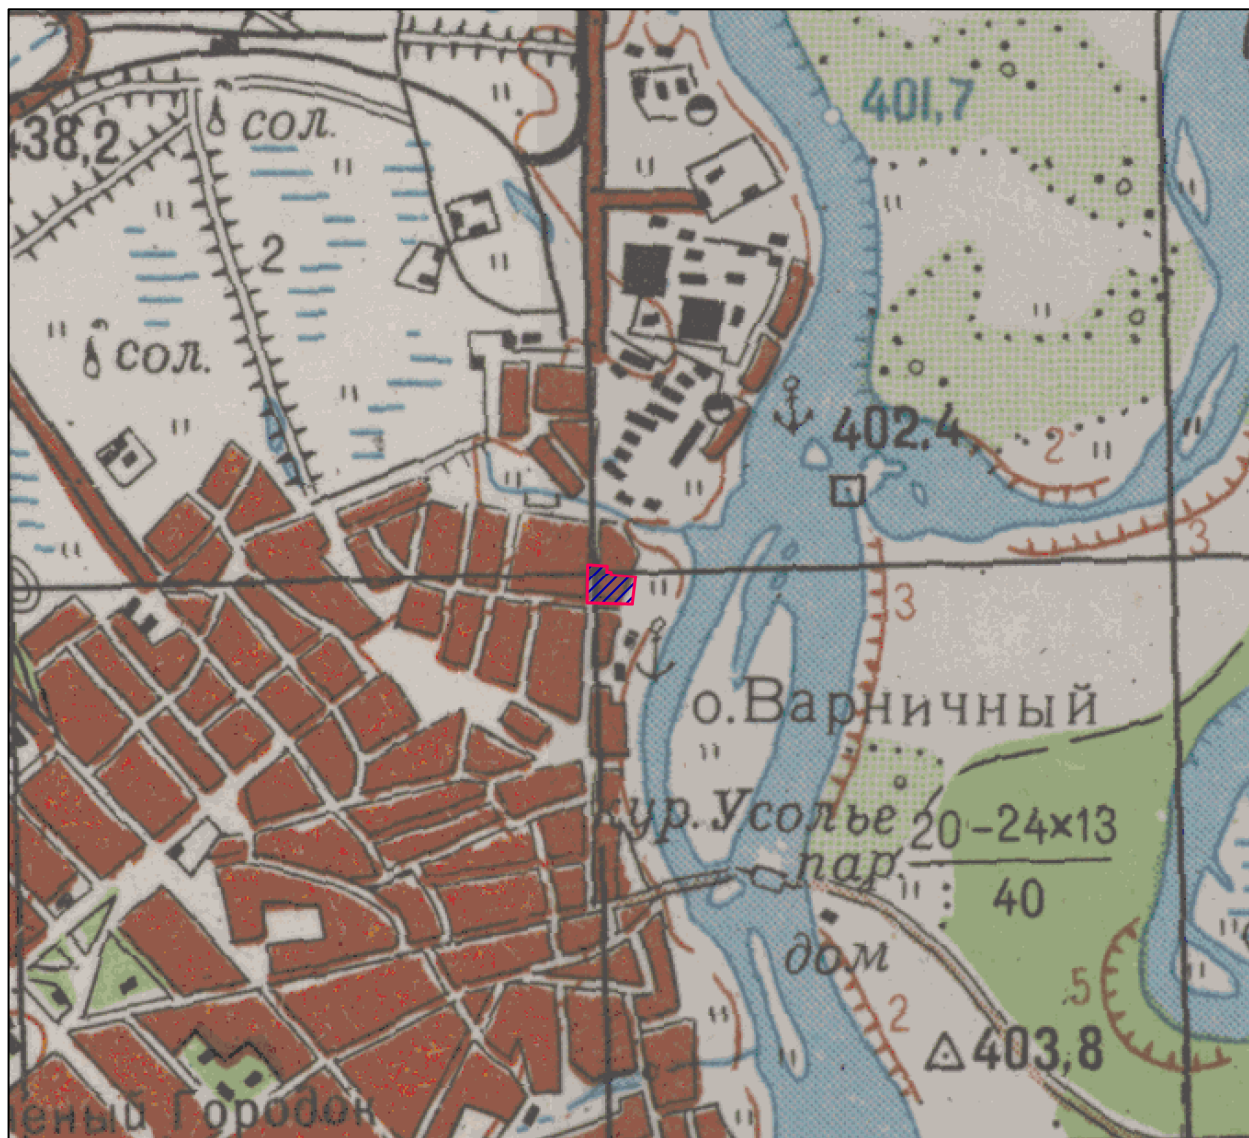 401,7
438,2
сол.
2
сол.
402.4
2
3
3
о. Варничный
ур. Усолье
20-24×13
40
пар.
дом
5
2
403,8
еный Городок